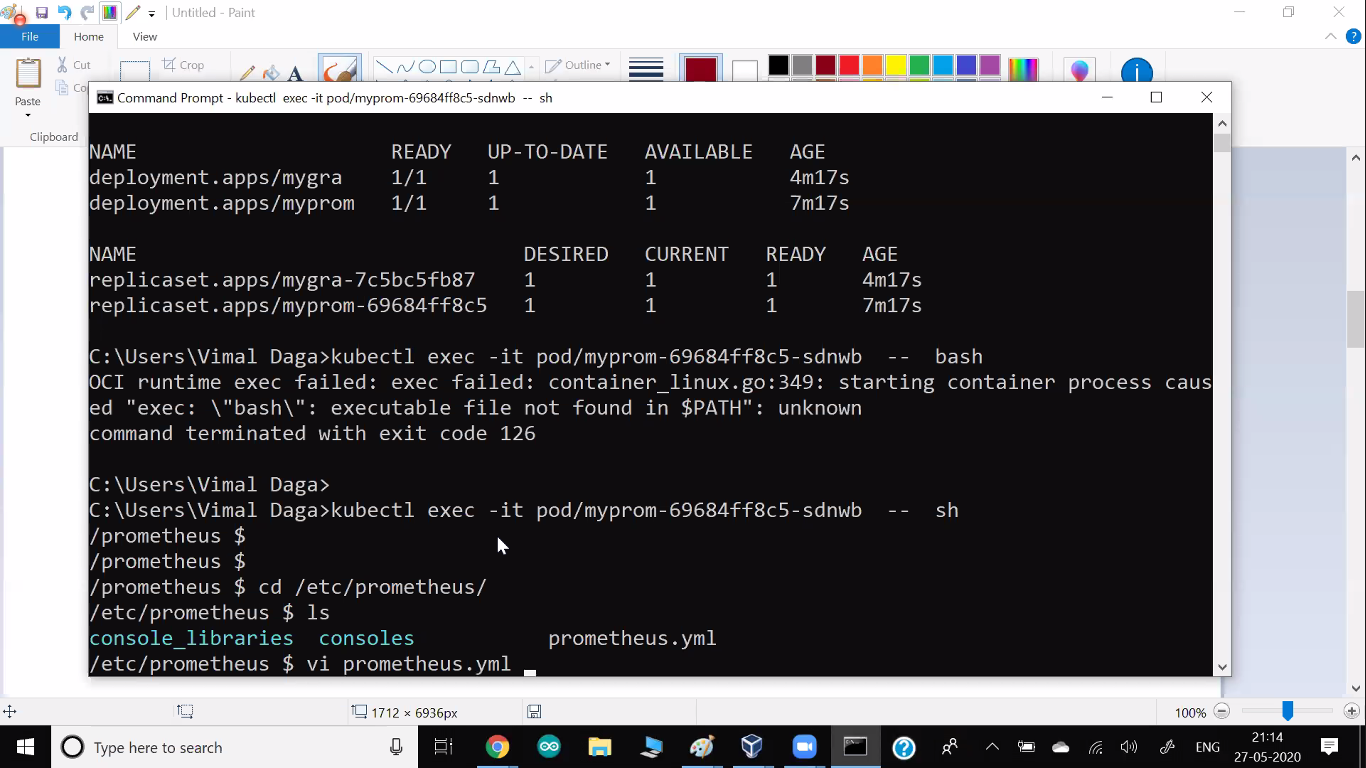 Untitled - Paint
File
Home
View
Paste
Cut
Crop
Outline
Clipboard
Command Prompt - kubectl exec -it pod/myprom-69684ff8c5-sdnwb -- sh
NAME READY UP-TO-DATE AVAILABLE AGE
deployment.apps/mygra 1/1 1 1 4m17s
deployment.apps/myprom 1/1 1 1 7m17s
NAME DESIRED CURRENT READY AGE
replicaset.apps/mygra-7c5bc5fb87 1 1 1 4m17s
replicaset.apps/myprom-69684ff8c5 1 1 1 7m17s
C:\Users\Vimal Daga>kubectl exec -it pod/myprom-69684ff8c5-sdnwb -- bash
OCI runtime exec failed: exec failed: container_linux.go:349: starting container process caus
ed "exec: \"bash\": executable file not found in $PATH": unknown
command terminated with exit code 126
C:\Users\Vimal Daga>
C:\Users\Vimal Daga>kubectl exec -it pod/myprom-69684ff8c5-sdnwb -- sh
/prometheus $
/prometheus $
/prometheus $ cd /etc/prometheus/
/etc/prometheus $ ls
console_libraries consoles prometheus.yml
/etc/prometheus $ vi prometheus.yml
1712 × 6936px
100%
Type here to search
ENG
21:14
27-05-2020